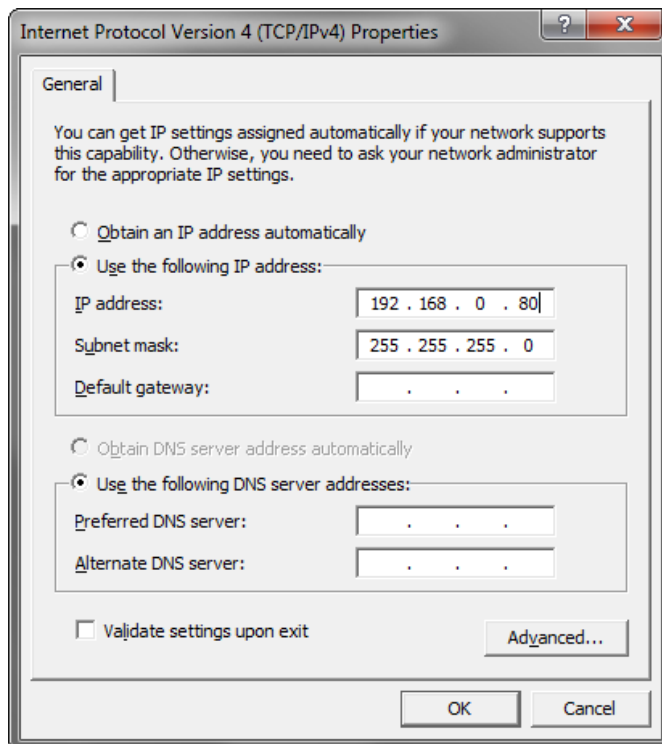 Internet Protocol Version 4 (TCP/IPv4) Properties
?
X
General
You can get IP settings assigned automatically if your network supports
this capability. Otherwise, you need to ask your network administrator
for the appropriate IP settings.
Obtain an IP address automatically
Use the following IP address:
IP address: 192 . 168 . 0 . 80
Subnet mask: 255 . 255 . 255 . 0
Default gateway: . . .
Obtain DNS server address automatically
Use the following DNS server addresses:
Preferred DNS server: . . .
Alternate DNS server: . . .
Validate settings upon exit
Advanced...
OK Cancel